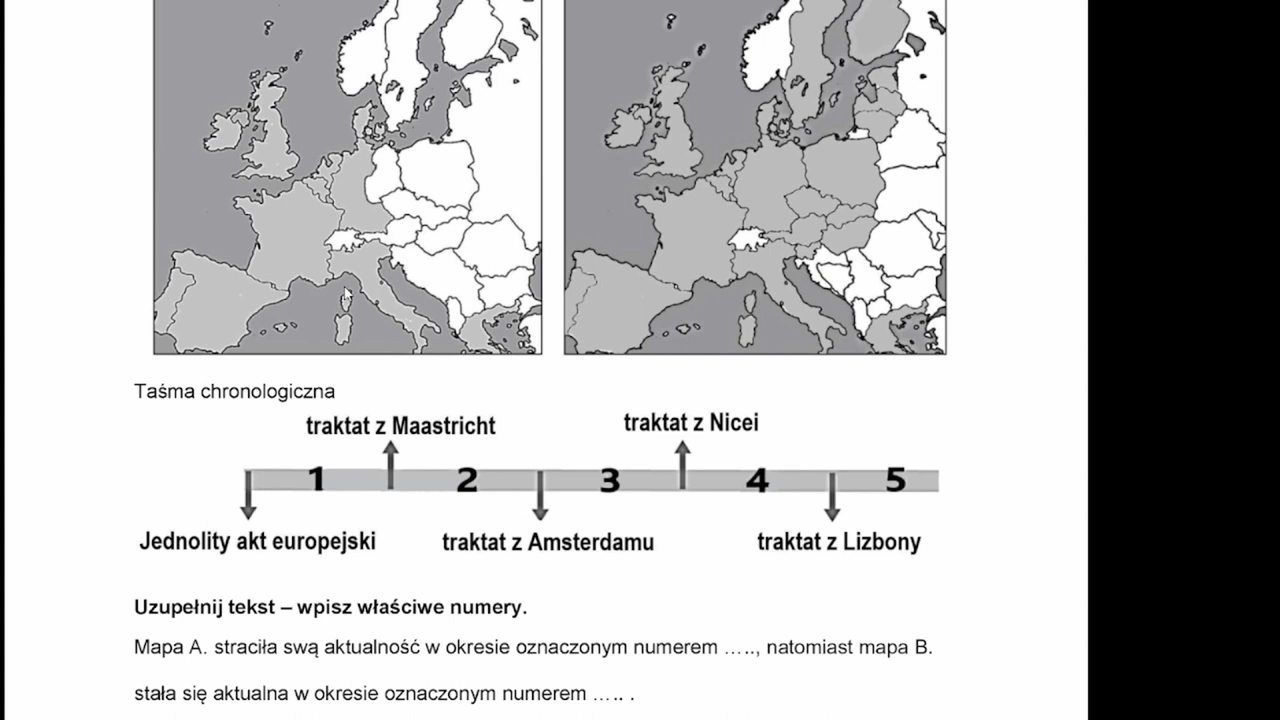 Taśma chronologiczna
traktat z Maastricht traktat z Nicei
1 2 3 4 5
Jednolity akt europejski traktat z Amsterdamu traktat z Lizbony
Uzupełnij tekst – wpisz właściwe numery.
Mapa A. straciła swą aktualność w okresie oznaczonym numerem ….., natomiast mapa B.
stała się aktualna w okresie oznaczonym numerem ….. .